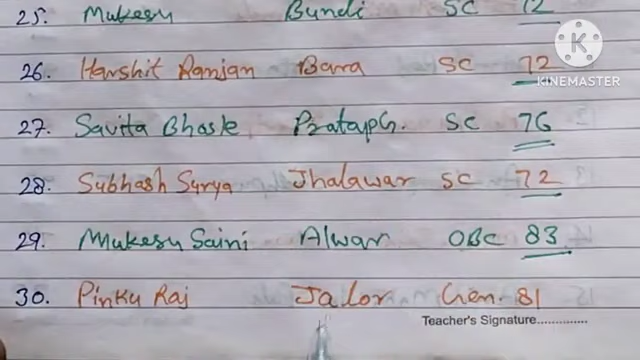 25. Mukesh Bundi SC 72
26. Harshit Ranjan Bara SC 72
KINEMASTER
27. Savita Bhasle PratapG. SC 76
28. Subhash Surya Jhalawar SC 72
29. Mukesh Saini Alwar OBC 83
30. Pinku Raj Jalor Gen. 81
Teacher's Signature..............